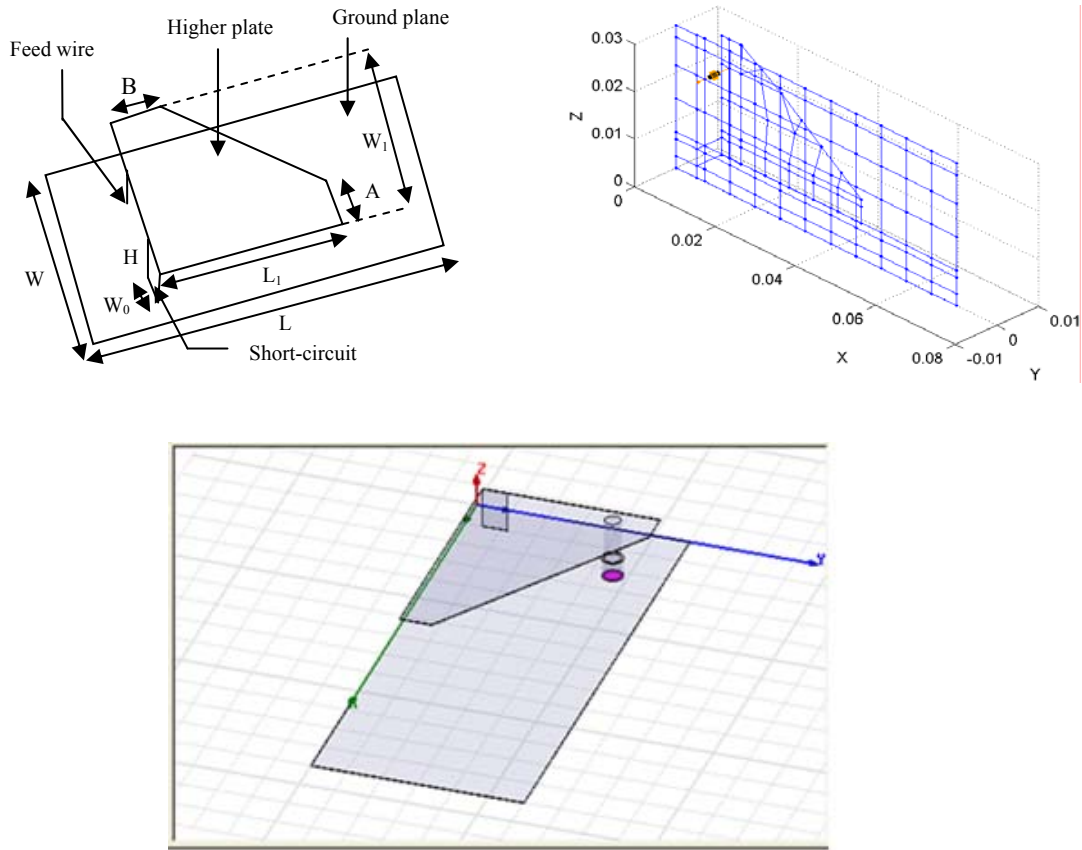 Higher plate
Ground plane
Feed wire
B
W1
A
H
W
L1
W0
L
Short-circuit
0.03
0.02
0.01
0
Z
0
0.02
0.04
0.06
0.08
X
-0.01
0
0.01
Y
Z
Y